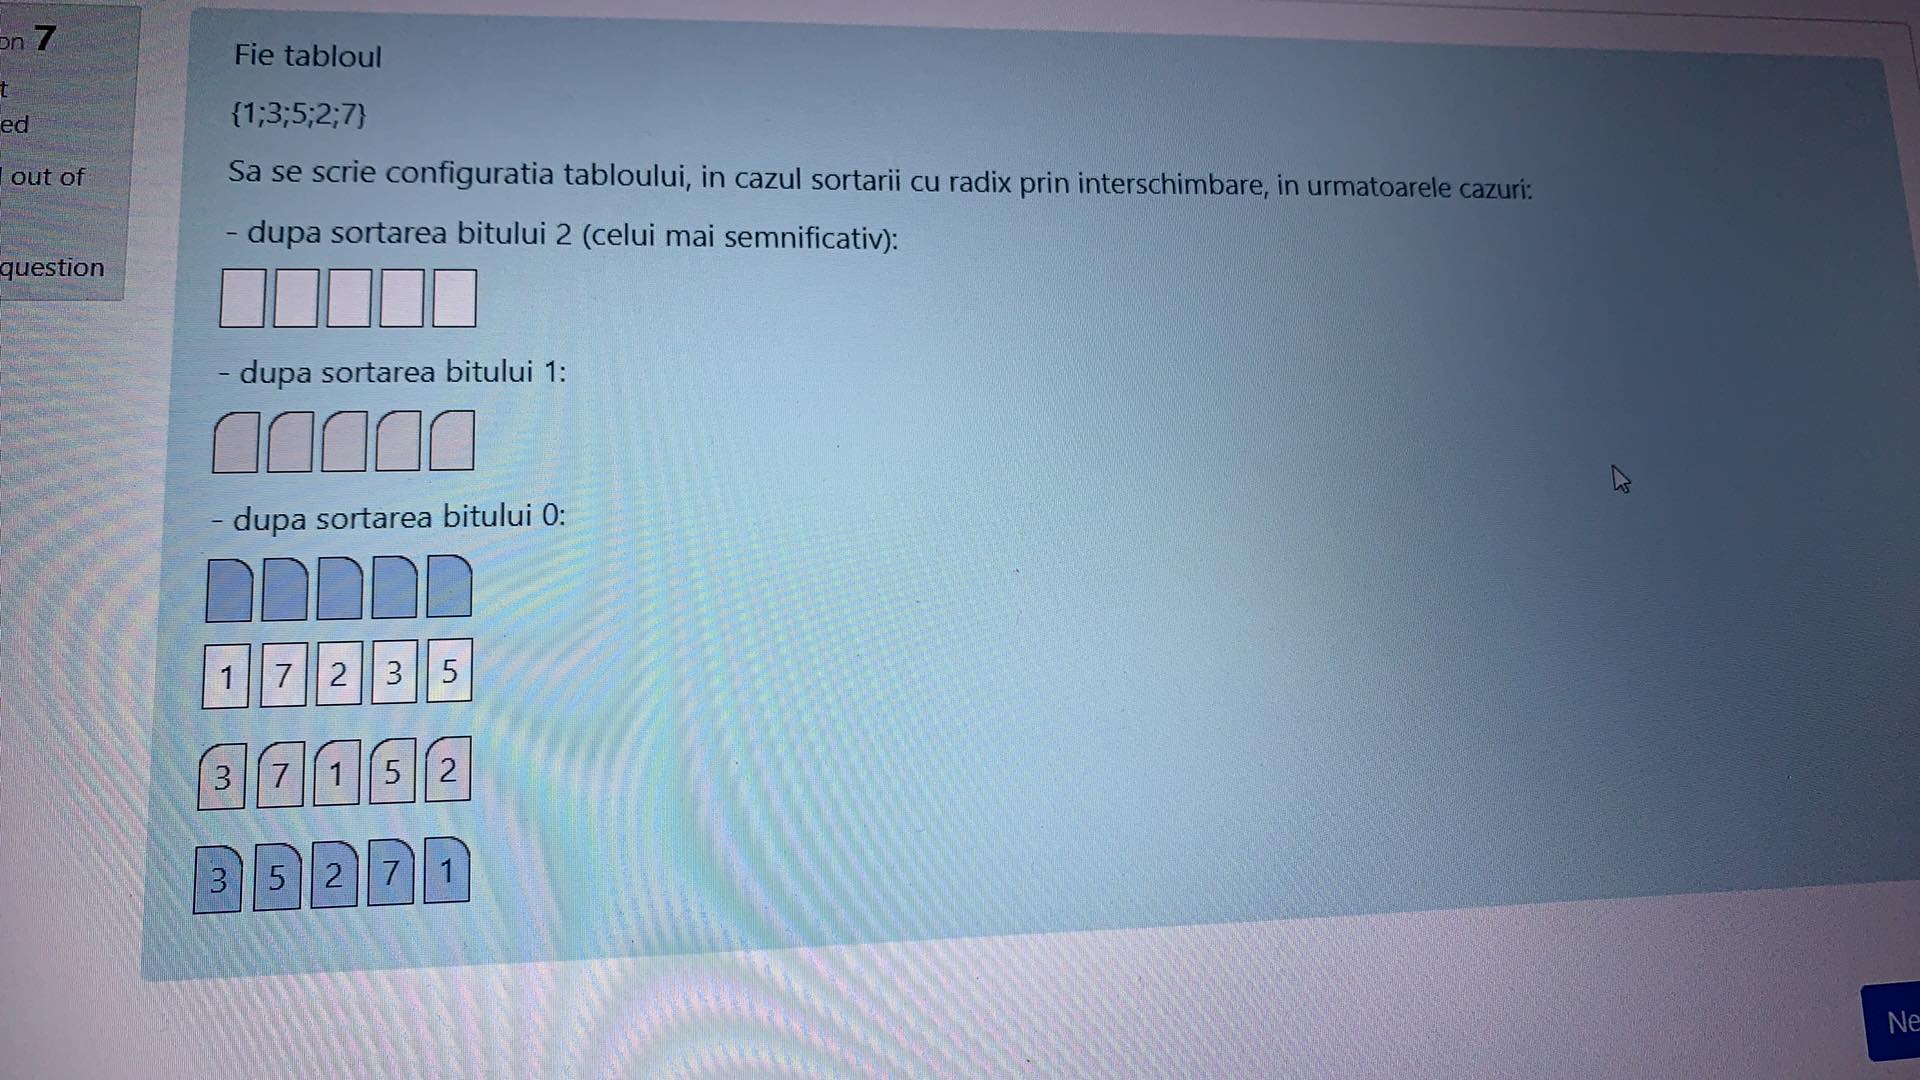 on 7
t
ed
out of
question
Fie tabloul
{1;3;5;2;7}
Sa se scrie configuratia tabloului, in cazul sortarii cu radix prin interschimbare, in urmatoarele cazuri:
- dupa sortarea bitului 2 (celui mai semnificativ):
- dupa sortarea bitului 1:
- dupa sortarea bitului 0:
1 7 2 3 5
3 7 1 5 2
3 5 2 7 1
Ne